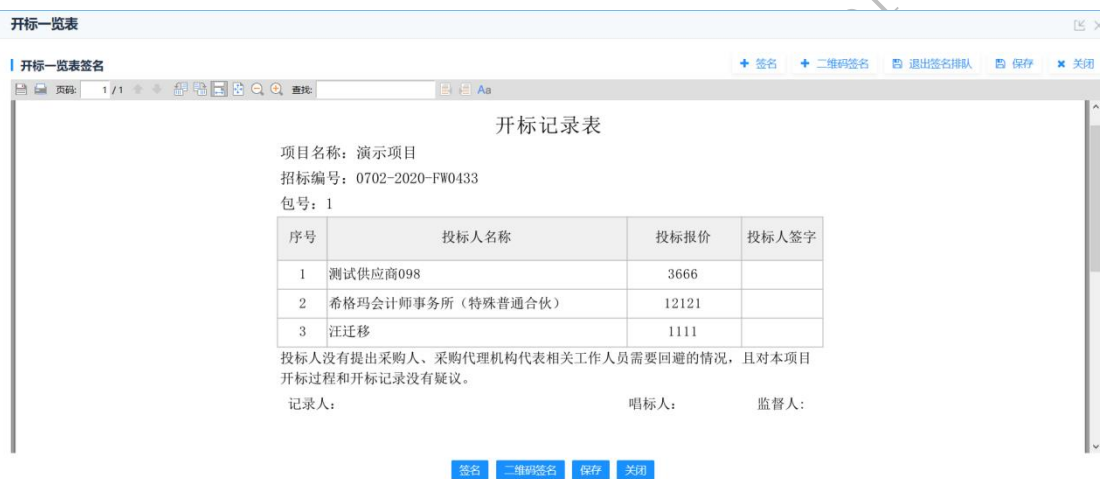 开标一览表
开标一览表签名
签名 二维码签名 退出签名排队 保存 关闭
页码: 1/1 查找: Aa
开标记录表
项目名称：演示项目
招标编号：0702-2020-FW0433
包号：1
序号 投标人名称 投标报价 投标人签字
1 测试供应商098 3666
2 希格玛会计师事务所（特殊普通合伙） 12121
3 汪迁移 1111
投标人没有提出采购人、采购代理机构代表相关工作人员需要回避的情况，且对本项目
开标过程和开标记录没有疑议。
记录人： 唱标人： 监督人：
签名 二维码签名 保存 关闭